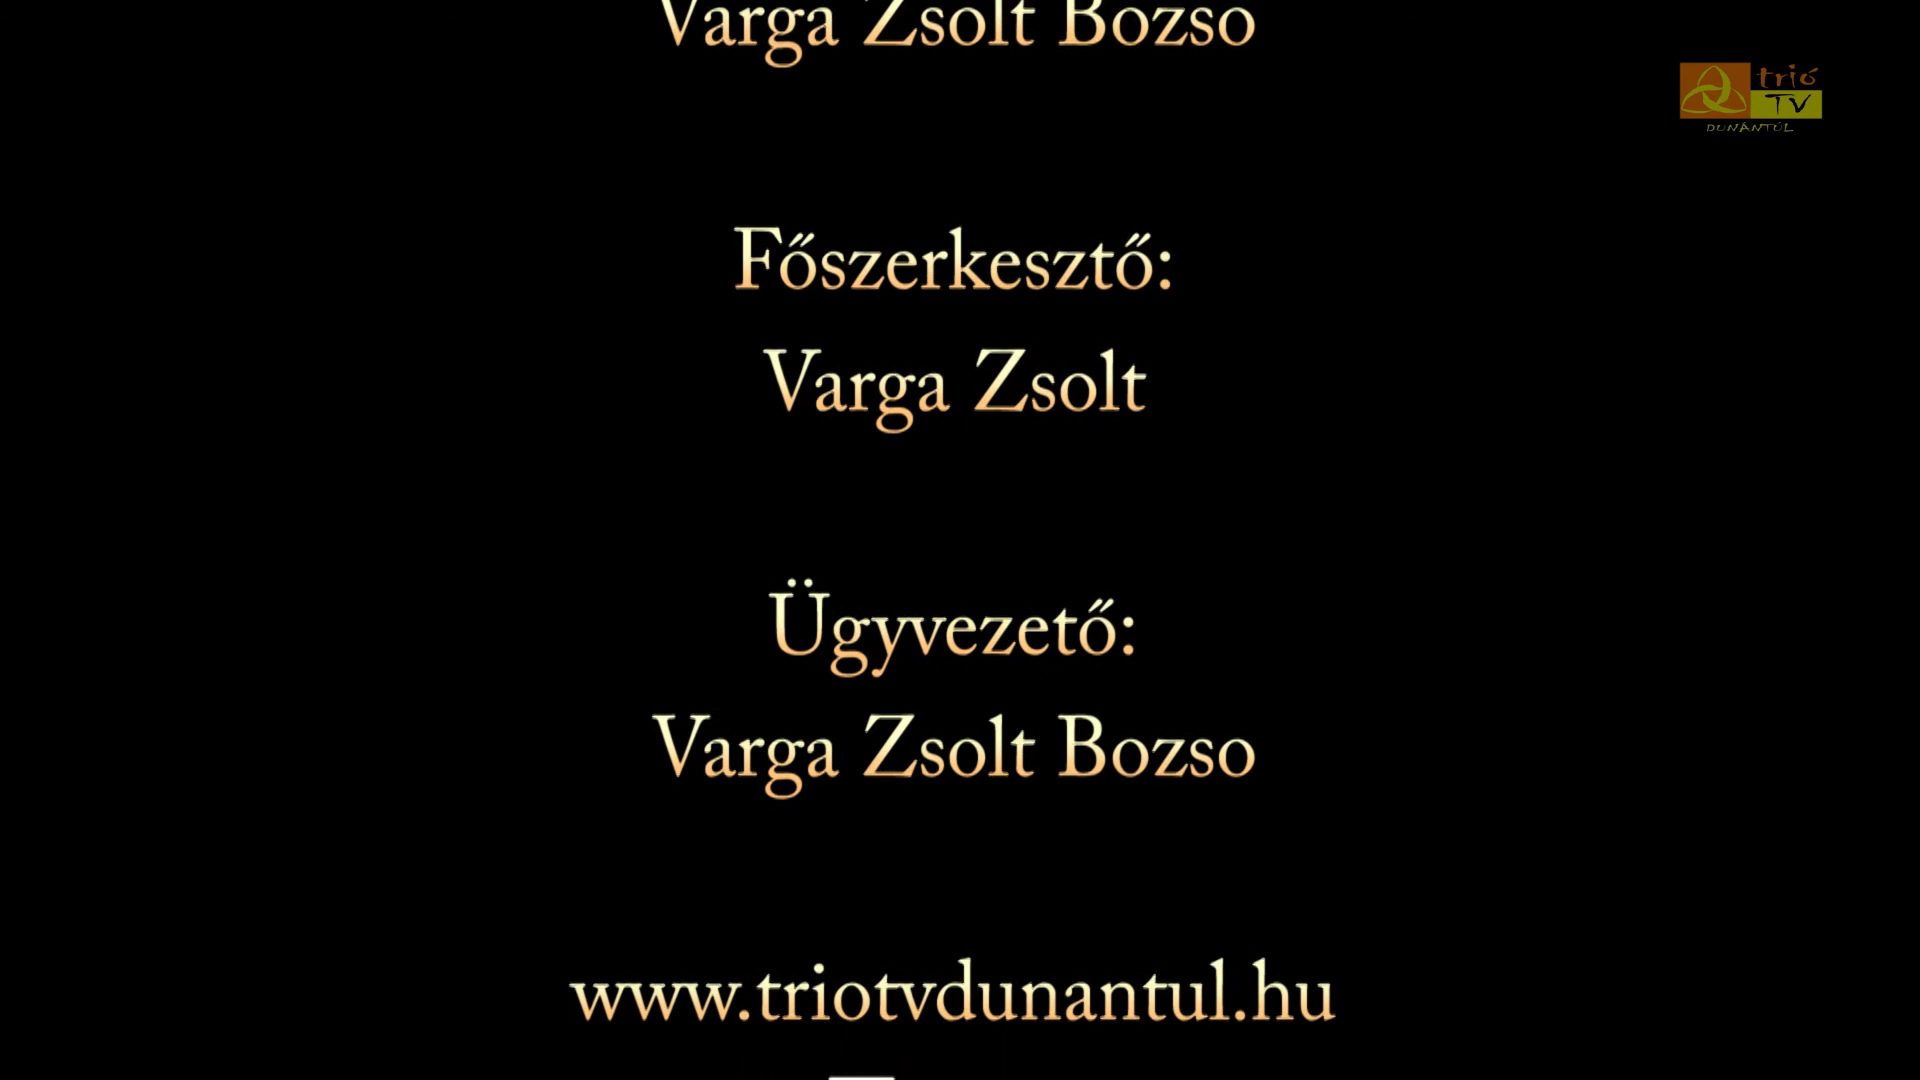 Varga Zsolt Bozso
trió
TV
DUNÁNTÚL
Főszerkesztő:
Varga Zsolt
Ügyvezető:
Varga Zsolt Bozso
www.triotvdunantul.hu